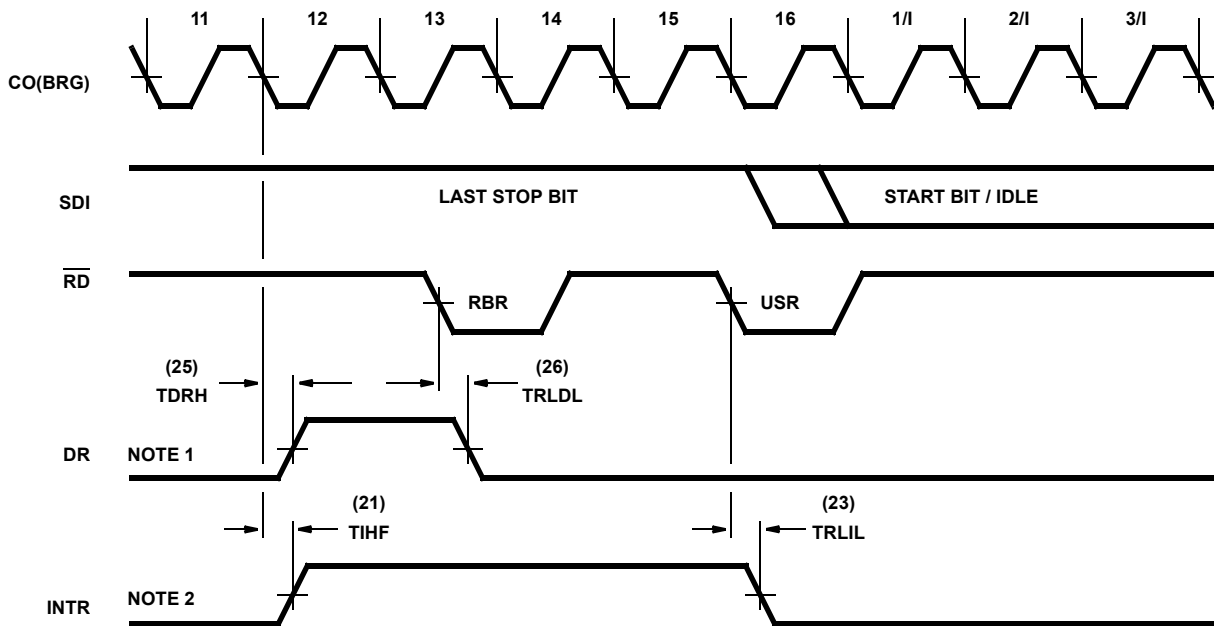 11 12 13 14 15 16 1/I 2/I 3/I
CO(BRG)
SDI
LAST STOP BIT
START BIT / IDLE
RD
RBR
USR
(25)
TDRH
(26)
TRLDL
DR
NOTE 1
(21)
TIHF
(23)
TRLIL
INTR
NOTE 2